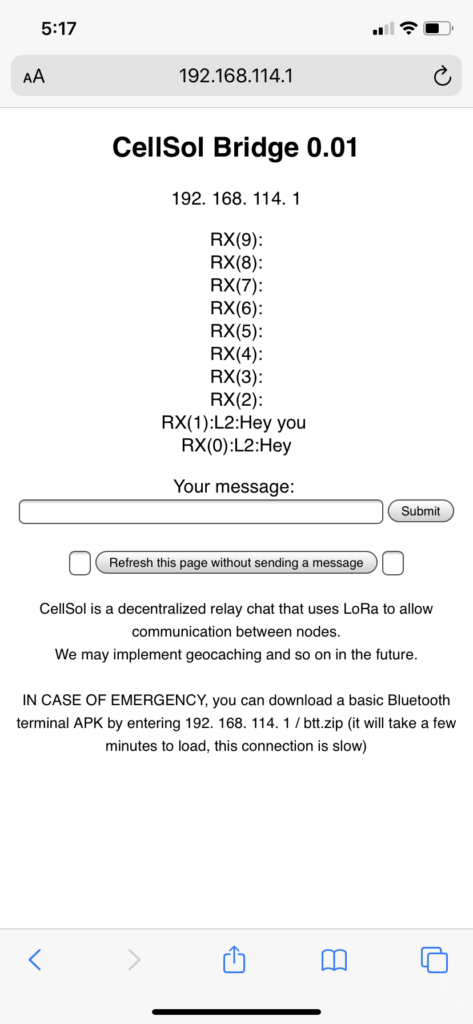 5:17
AA 192.168.114.1
CellSol Bridge 0.01
192. 168. 114. 1
RX(9):
RX(8):
RX(7):
RX(6):
RX(5):
RX(4):
RX(3):
RX(2):
RX(1):L2:Hey you
RX(0):L2:Hey
Your message:
Submit
Refresh this page without sending a message
CellSol is a decentralized relay chat that uses LoRa to allow
communication between nodes.
We may implement geocaching and so on in the future.
IN CASE OF EMERGENCY, you can download a basic Bluetooth
terminal APK by entering 192. 168. 114. 1 / btt.zip (it will take a few
minutes to load, this connection is slow)